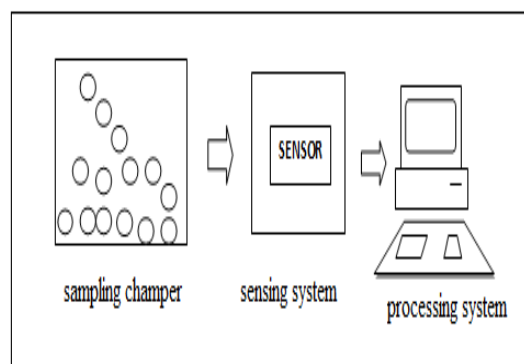 SENSOR
sampling champer
sensing system
processing system